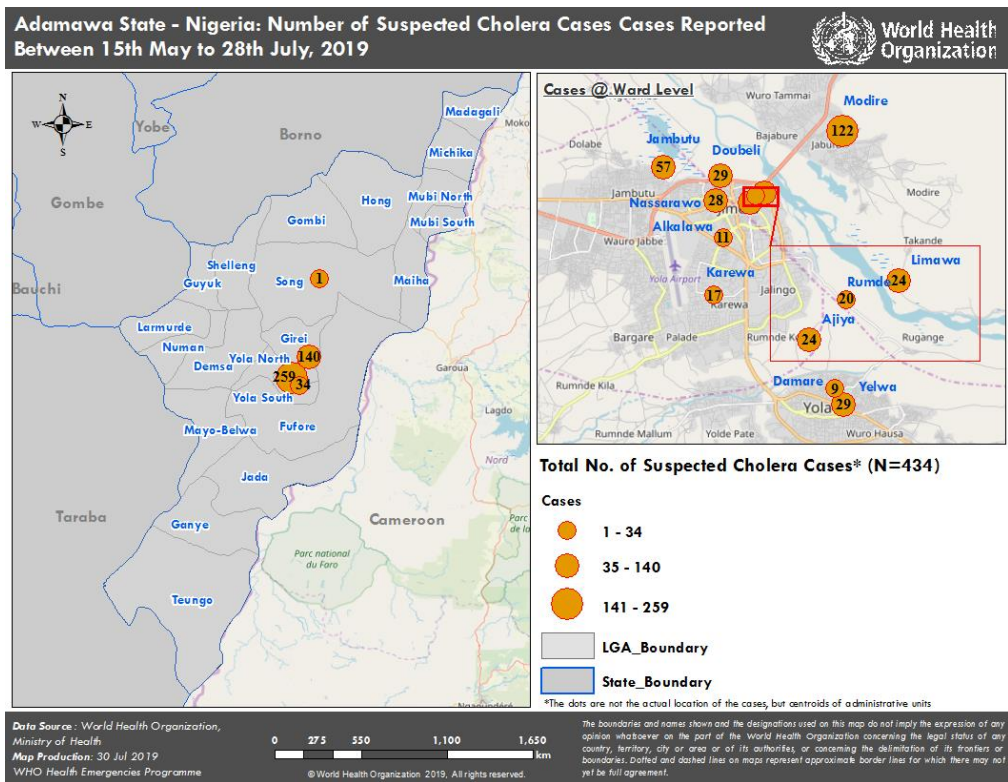 Adamawa State - Nigeria: Number of Suspected Cholera Cases Cases Reported
Between 15th May to 28th July, 2019
World Health
Organization
N
W
E
S
Yobe
Borno
Gombe
Bauchi
Taraba
Cameroon
Madagali
Moko
Michika
Hong
Mubi North
Mubi South
Gombi
Shelleng
Guyuk
Song
1
Maiha
Larmurde
Numan
Demsa
Girei
Yola North
140
259
34
Yola South
Garoua
Lagdo
Mayo-Belwa
Fufore
Nord
Jada
Ganye
Parc national
du Faro
Parc
de la
Teungo
Ngaoundéré
Cases @ Ward Level
Wuro Tammai
Modire
122
Jabur
Dolabe
Jambutu
57
Doubeli
29
Bajabure
Jambutu
Nassarawo
28
Jime
Modire
Wauro Jabbe
Alkalawa
11
Takande
Limawa
24
Yola Airport
Karewa
17
Karewa
Jalingo
Rumde
20
Ajiya
24
Bargare
Palade
Rumnde K
Rugange
Rumnde Kila
Damare
9
Yelwa
29
Yola
Rumnde Mallum
Yolde Pate
Wuro Hausa
Total No. of Suspected Cholera Cases* (N=434)
Cases
1 - 34
35 - 140
141 - 259
LGA_Boundary
State_Boundary
*The dots are not the actual location of the cases, but centroids of administrative units
Data Source : World Health Organization,
Ministry of Health
Map Production: 30 Jul 2019
WHO Health Emergencies Programme
0 275 550 1,100 1,650
km
© World Health Organization 2019, All rights reserved.
The boundaries and names shown and the designations used on this map do not imply the expression of any
opinion whatsoever on the part of the World Health Organization concerning the legal status of any
country, territory, city or area or of its authorities, or concerning the delimitation of its frontiers or
boundaries. Dotted and dashed lines on maps represent approximate border lines for which there may not
yet be full agreement.